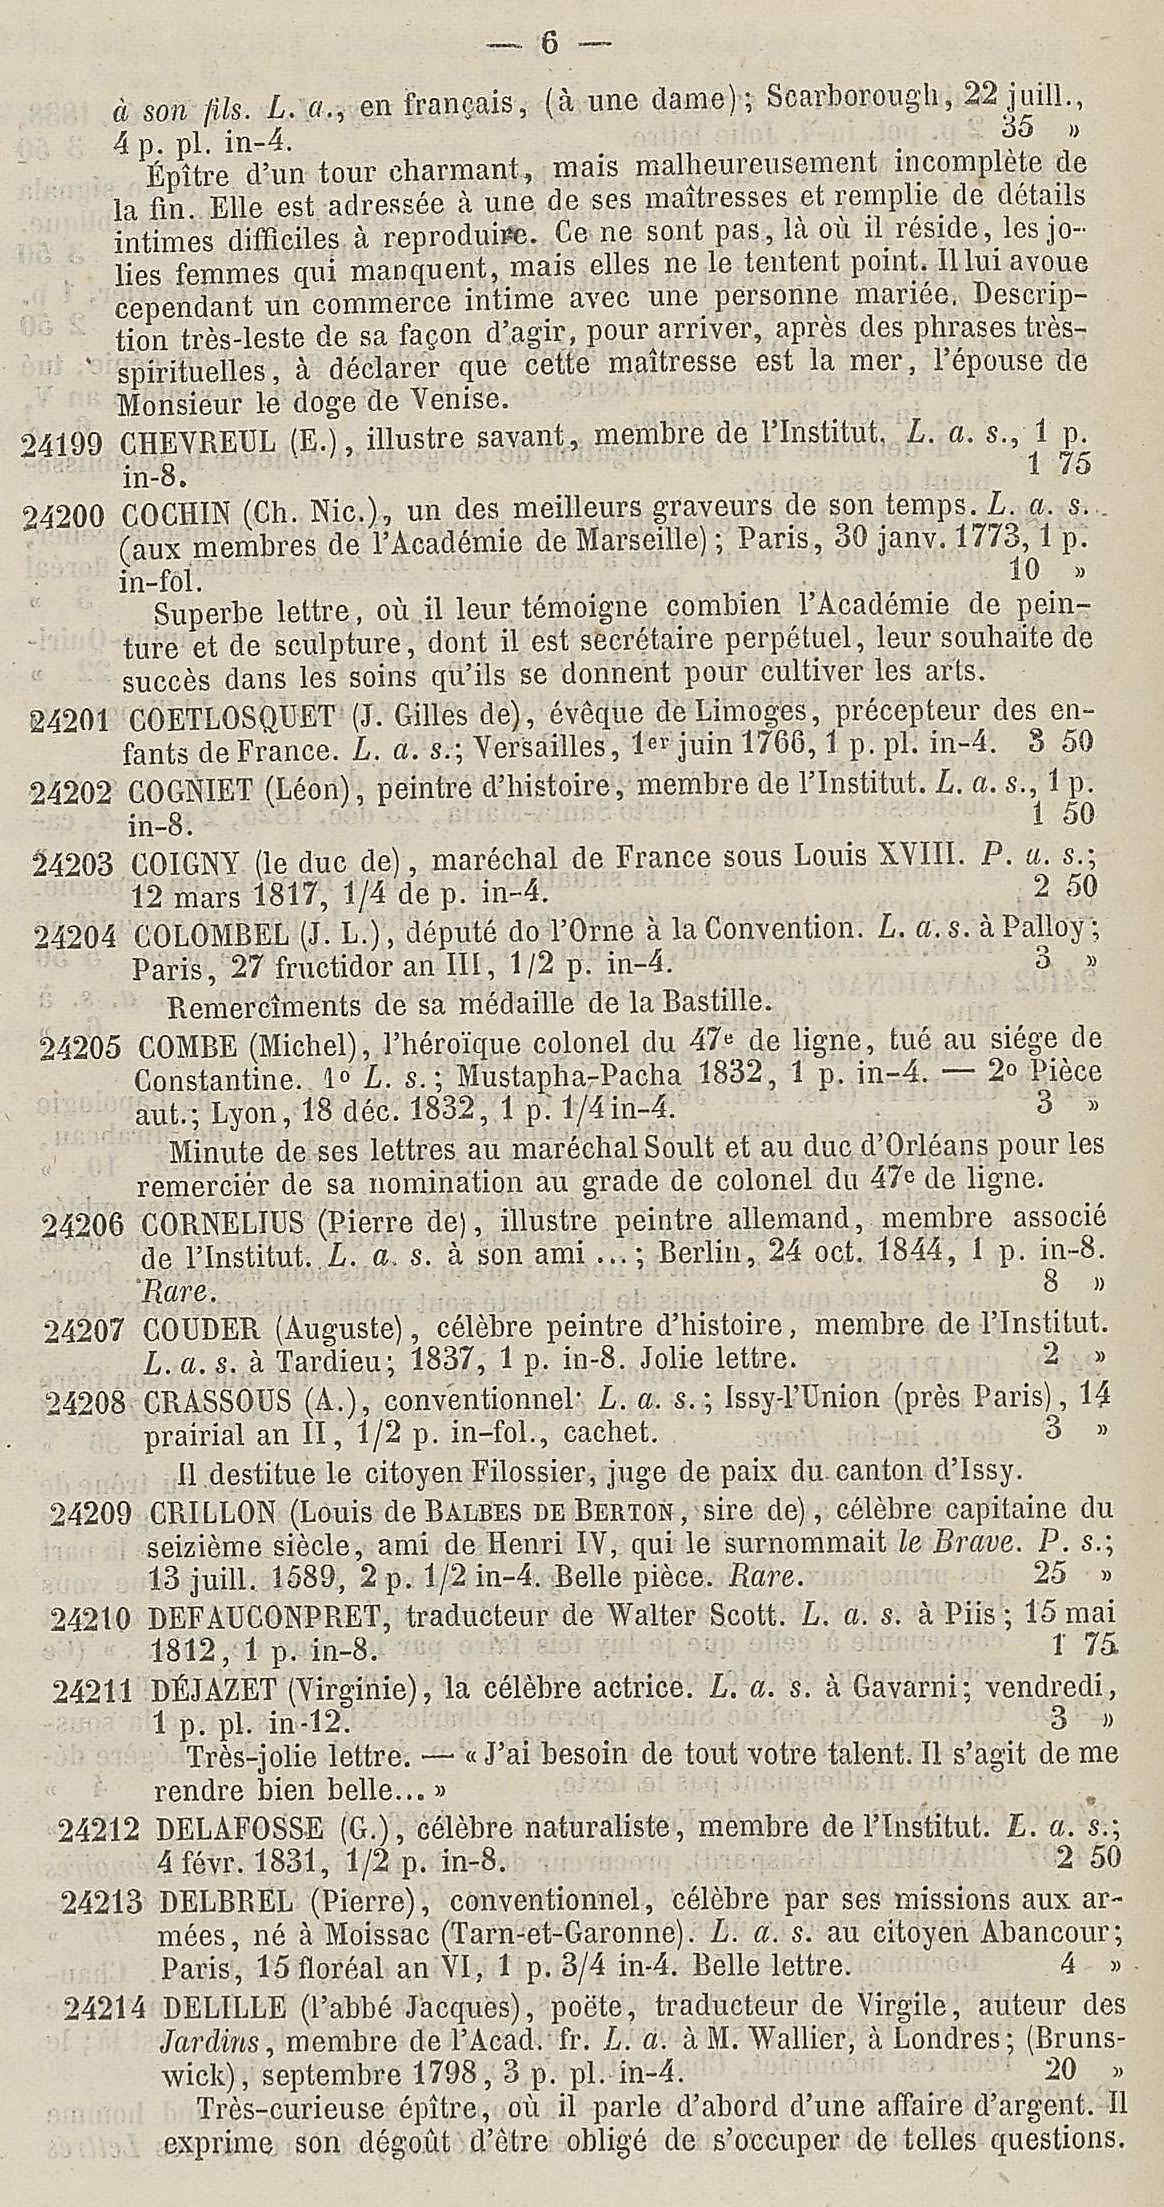 — 6 —
à son fils. L. a., en français, (à une dame); Scarborough, 22 juill.,
4 p. pl. in-4. 35 »
Épître d'un tour charmant, mais malheureusement incomplète de
la fin. Elle est adressée à une de ses maîtresses et remplie de détails
intimes difficiles à reproduire. Ce ne sont pas, là où il réside, les jo-
lies femmes qui manquent, mais elles ne le tentent point. Il lui avoue
cependant un commerce intime avec une personne mariée. Descrip-
tion très-leste de sa façon d'agir, pour arriver, après des phrases très-
spirituelles, à déclarer que cette maîtresse est la mer, l'épouse de
Monsieur le doge de Venise.
24199 CHEVREUL (E.), illustre savant, membre de l'Institut. L. a. s., 1 p.
in-8. 1 75
24200 COCHIN (Ch. Nic.), un des meilleurs graveurs de son temps. L. a. s.
(aux membres de l'Académie de Marseille); Paris, 30 janv. 1773, 1 p.
in-fol. 10 »
Superbe lettre, où il leur témoigne combien l'Académie de pein-
ture et de sculpture, dont il est secrétaire perpétuel, leur souhaite de
succès dans les soins qu'ils se donnent pour cultiver les arts.
24201 COETLOSQUET (J. Gilles de), évêque de Limoges, précepteur des en-
fants de France. L. a. s.; Versailles, 1er juin 1766, 1 p. pl. in-4. 3 50
24202 COGNIET (Léon), peintre d'histoire, membre de l'Institut. L. a. s., 1 p.
in-8. 1 50
24203 COIGNY (le duc de), maréchal de France sous Louis XVIII. P. a. s.;
12 mars 1817, 1/4 de p. in-4. 2 50
24204 COLOMBEL (J. L.), député do l'Orne à la Convention. L. a. s. à Palloy;
Paris, 27 fructidor an III, 1/2 p. in-4. 3 »
Remercîments de sa médaille de la Bastille.
24205 COMBE (Michel), l'héroïque colonel du 47e de ligne, tué au siége de
Constantine. 1o L. s.; Mustapha-Pacha 1832, 1 p. in-4. — 2o Pièce
aut.; Lyon, 18 déc. 1832, 1 p. 1/4 in-4. 3 »
Minute de ses lettres au maréchal Soult et au duc d'Orléans pour les
remercier de sa nomination au grade de colonel du 47e de ligne.
24206 CORNELIUS (Pierre de), illustre peintre allemand, membre associé
de l'Institut. L. a. s. à son ami ...; Berlin, 24 oct. 1844, 1 p. in-8.
Rare. 8 »
24207 COUDER (Auguste), célèbre peintre d'histoire, membre de l'Institut.
L. a. s. à Tardieu; 1837, 1 p. in-8. Jolie lettre. 2 »
24208 CRASSOUS (A.), conventionnel: L. a. s.; Issy-l'Union (près Paris), 14
prairial an II, 1/2 p. in-fol., cachet. 3 »
Il destitue le citoyen Filossier, juge de paix du canton d'Issy.
24209 CRILLON (Louis de BALBES DE BERTON, sire de), célèbre capitaine du
seizième siècle, ami de Henri IV, qui le surnommait le Brave. P. s.;
13 juill. 1589, 2 p. 1/2 in-4. Belle pièce. Rare. 25 »
24210 DEFAUCONPRET, traducteur de Walter Scott. L. a. s. à Piis; 15 mai
1812, 1 p. in-8. 1 75
24211 DÉJAZET (Virginie), la célèbre actrice. L. a. s. à Gavarni; vendredi,
1 p. pl. in-12. 3 »
Très-jolie lettre. — « J'ai besoin de tout votre talent. Il s'agit de me
rendre bien belle... »
24212 DELAFOSSE (G.), célèbre naturaliste, membre de l'Institut. L. a. s.;
4 févr. 1831, 1/2 p. in-8. 2 50
24213 DELBREL (Pierre), conventionnel, célèbre par ses missions aux ar-
mées, né à Moissac (Tarn-et-Garonne). L. a. s. au citoyen Abancour;
Paris, 15 floréal an VI, 1 p. 3/4 in-4. Belle lettre. 4 »
24214 DELILLE (l'abbé Jacques), poëte, traducteur de Virgile, auteur des
Jardins, membre de l'Acad. fr. L. a. à M. Wallier, à Londres; (Bruns-
wick), septembre 1798, 3 p. pl. in-4. 20 »
Très-curieuse épître, où il parle d'abord d'une affaire d'argent. Il
exprime son dégoût d'être obligé de s'occuper de telles questions.